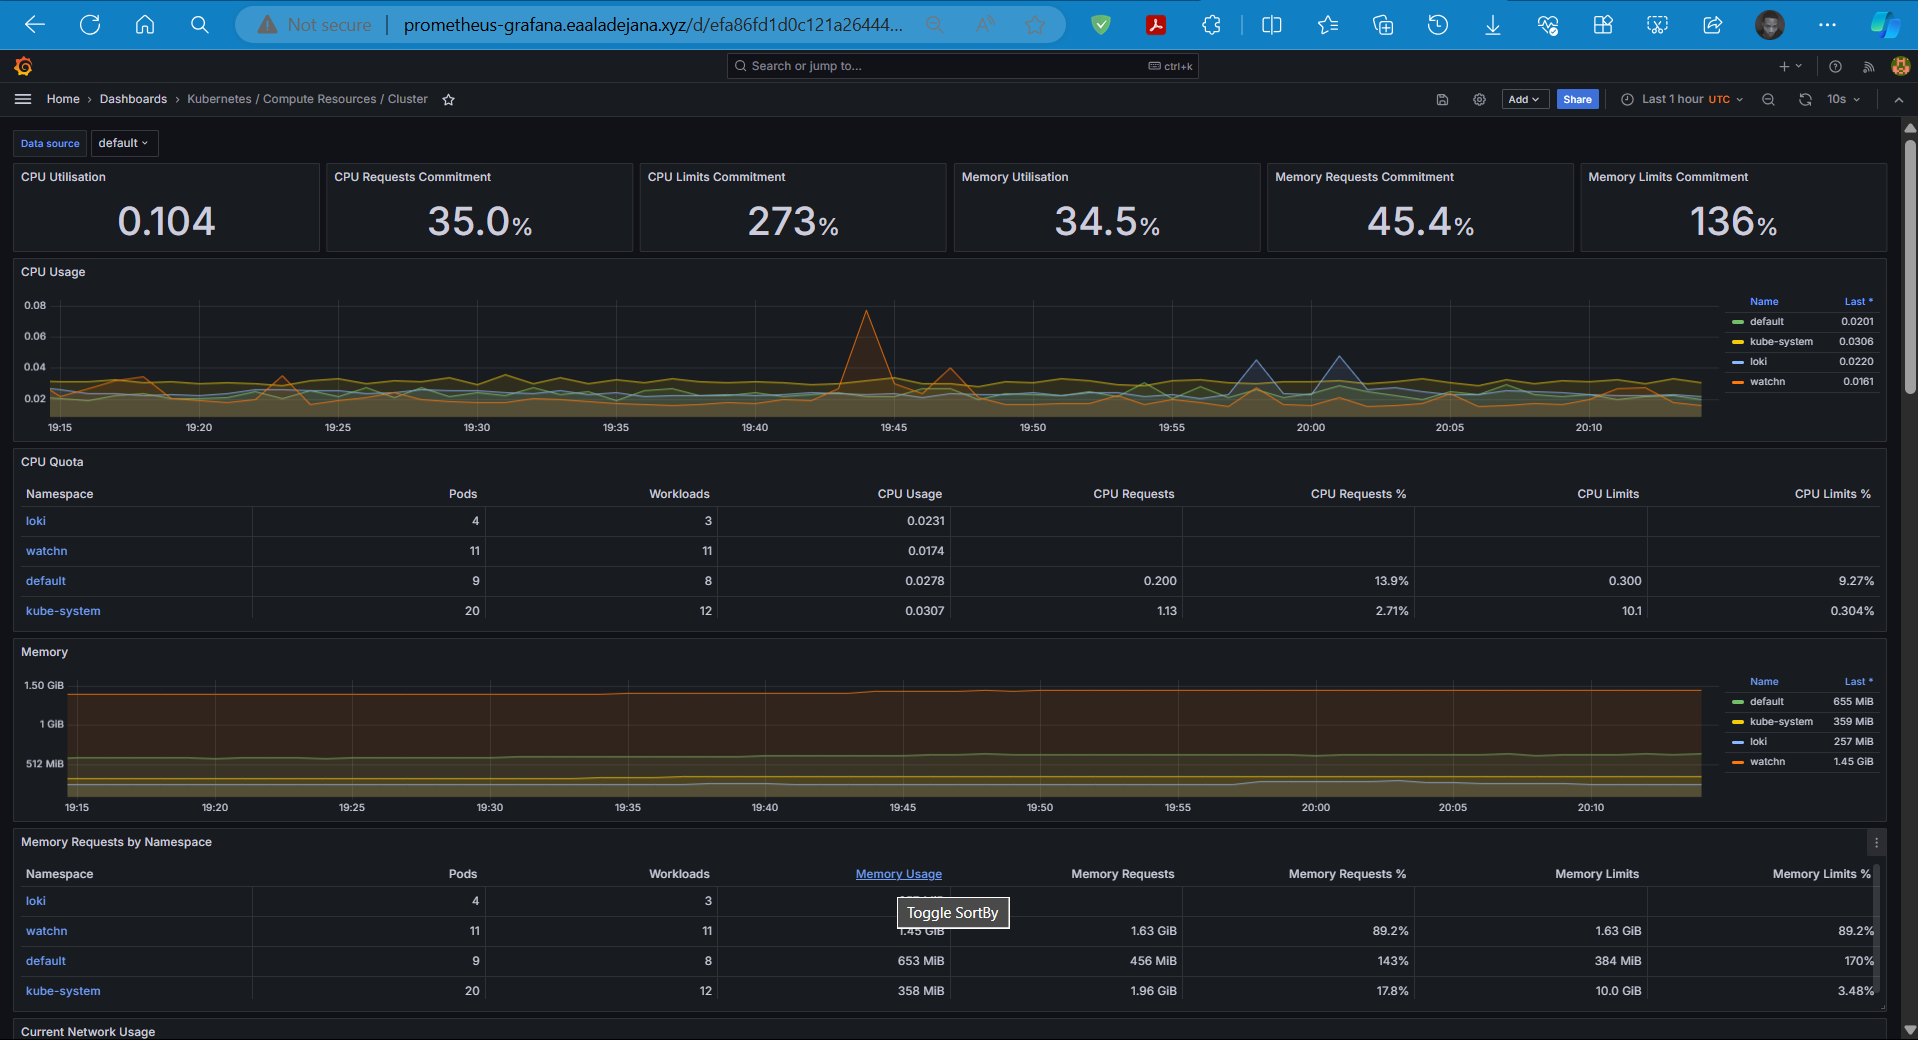 Not secure prometheus-grafana.eaaladejana.xyz/d/efa86fd1d0c121a26444...
Search or jump to... ctrl+k
Home › Dashboards › Kubernetes / Compute Resources / Cluster Add Share Last 1 hour UTC 10s
Data source default
CPU Utilisation CPU Requests Commitment CPU Limits Commitment Memory Utilisation Memory Requests Commitment Memory Limits Commitment
0.104 35.0% 273% 34.5% 45.4% 136%
CPU Usage
0.08
0.06
0.04
0.02
19:15 19:20 19:25 19:30 19:35 19:40 19:45 19:50 19:55 20:00 20:05 20:10
Name Last *
default 0.0201
kube-system 0.0306
loki 0.0220
watchn 0.0161
CPU Quota
Namespace Pods Workloads CPU Usage CPU Requests CPU Requests % CPU Limits CPU Limits %
loki 4 3 0.0231
watchn 11 11 0.0174
default 9 8 0.0278 0.200 13.9% 0.300 9.27%
kube-system 20 12 0.0307 1.13 2.71% 10.1 0.304%
Memory
1.50 GiB
1 GiB
512 MiB
19:15 19:20 19:25 19:30 19:35 19:40 19:45 19:50 19:55 20:00 20:05 20:10
Name Last *
default 655 MiB
kube-system 359 MiB
loki 257 MiB
watchn 1.45 GiB
Memory Requests by Namespace
Namespace Pods Workloads Memory Usage Memory Requests Memory Requests % Memory Limits Memory Limits %
loki 4 3
Toggle SortBy
watchn 11 11 1.45 GiB 1.63 GiB 89.2% 1.63 GiB 89.2%
default 9 8 653 MiB 456 MiB 143% 384 MiB 170%
kube-system 20 12 358 MiB 1.96 GiB 17.8% 10.0 GiB 3.48%
Current Network Usage